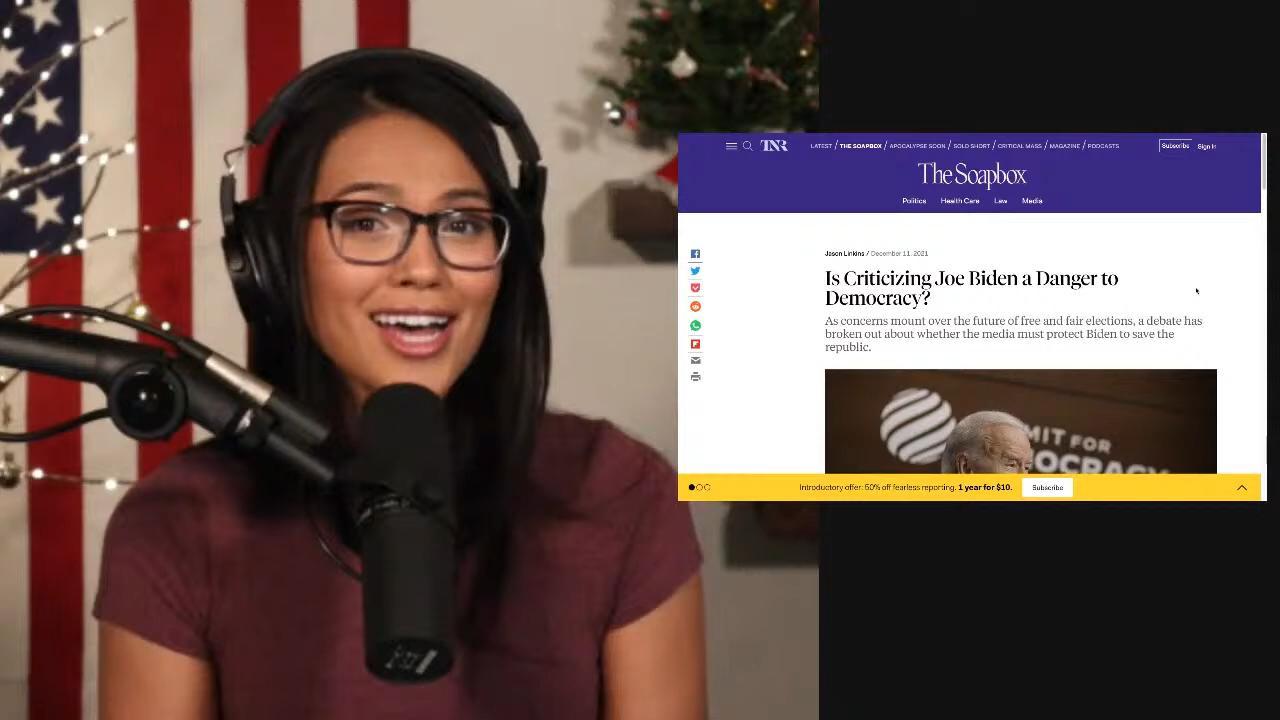 TNR
LATEST / THE SOAPBOX / APOCALYPSE SOON / SOLD SHORT / CRITICAL MASS / MAGAZINE / PODCASTS
Subscribe
Sign In
The Soapbox
Politics Health Care Law Media
Jason Linkins / December 11, 2021
Is Criticizing Joe Biden a Danger to
Democracy?
As concerns mount over the future of free and fair elections, a debate has
broken out about whether the media must protect Biden to save the
republic.
MIT FOR
OCRACY
Introductory offer: 50% off fearless reporting. 1 year for $10.
Subscribe